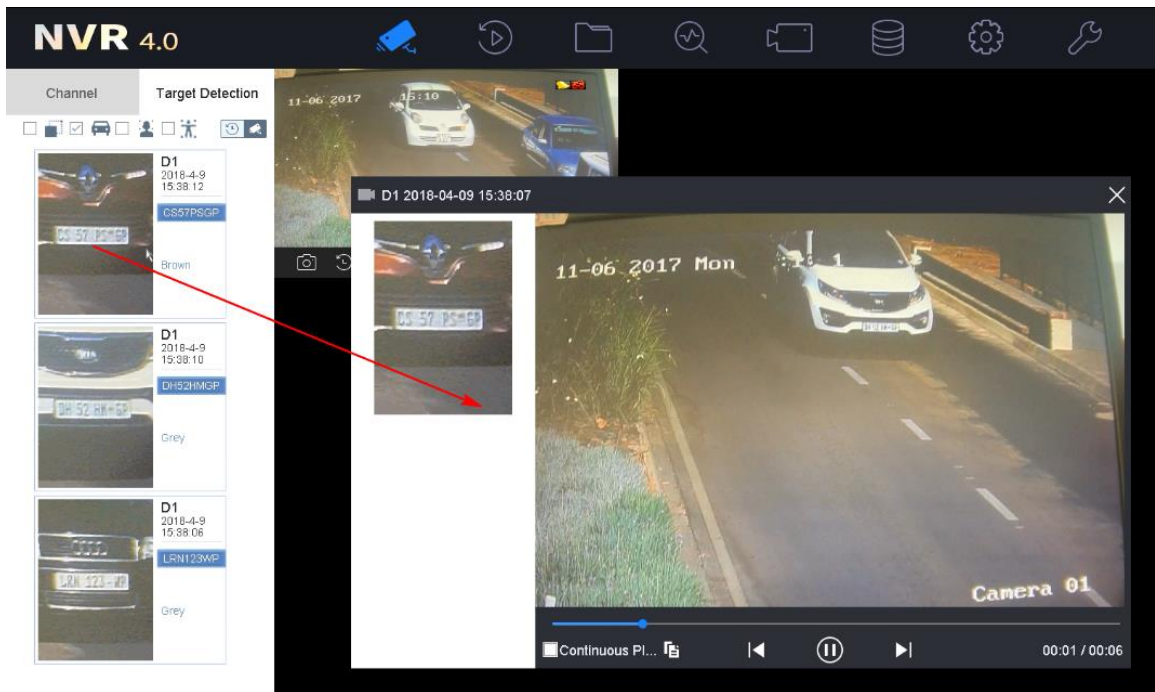 NVR 4.0
Channel
Target Detection
11-06 2017
15:10
D1
2018-4-9
15:38:12
CS57PSGP
CS 57 PS GP
Brown
D1
2018-4-9
15:38:10
DH52HMGP
DH 52 HM GP
Grey
D1
2018-4-9
15:38:06
LRN123WP
LRN 123-WP
Grey
D1 2018-04-09 15:38:07
CS 57 PS GP
11-06 2017 Mon
Camera 01
Continuous Pl...
00:01 / 00:06